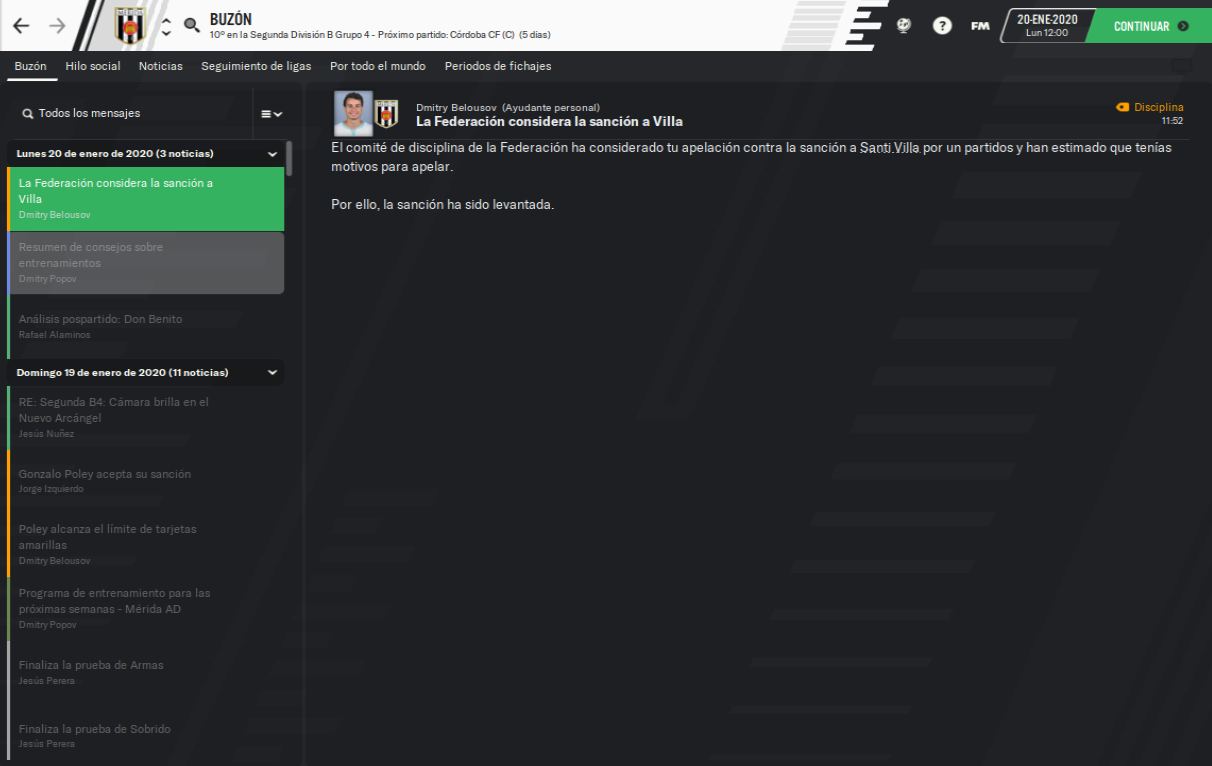 BUZÓN
10º en la Segunda División B Grupo 4 - Próximo partido: Córdoba CF (C) (5 días)
FM
20-ENE-2020
Lun 12:00
CONTINUAR
Buzón
Hilo social
Noticias
Seguimiento de ligas
Por todo el mundo
Periodos de fichajes
Todos los mensajes
Lunes 20 de enero de 2020 (3 noticias)
La Federación considera la sanción a
Villa
Dmitry Belousov
Resumen de consejos sobre
entrenamientos
Dmitry Popov
Análisis pospartido: Don Benito
Rafael Alaminos
Domingo 19 de enero de 2020 (11 noticias)
RE: Segunda B4: Cámara brilla en el
Nuevo Arcángel
Jesús Nuñez
Gonzalo Poley acepta su sanción
Jorge Izquierdo
Poley alcanza el límite de tarjetas
amarillas
Dmitry Belousov
Programa de entrenamiento para las
próximas semanas - Mérida AD
Dmitry Popov
Finaliza la prueba de Armas
Jesús Perera
Finaliza la prueba de Sobrido
Jesús Perera
Dmitry Belousov (Ayudante personal)
La Federación considera la sanción a Villa
Disciplina
11:52
El comité de disciplina de la Federación ha considerado tu apelación contra la sanción a Santi Villa por un partidos y han estimado que tenías
motivos para apelar.
Por ello, la sanción ha sido levantada.